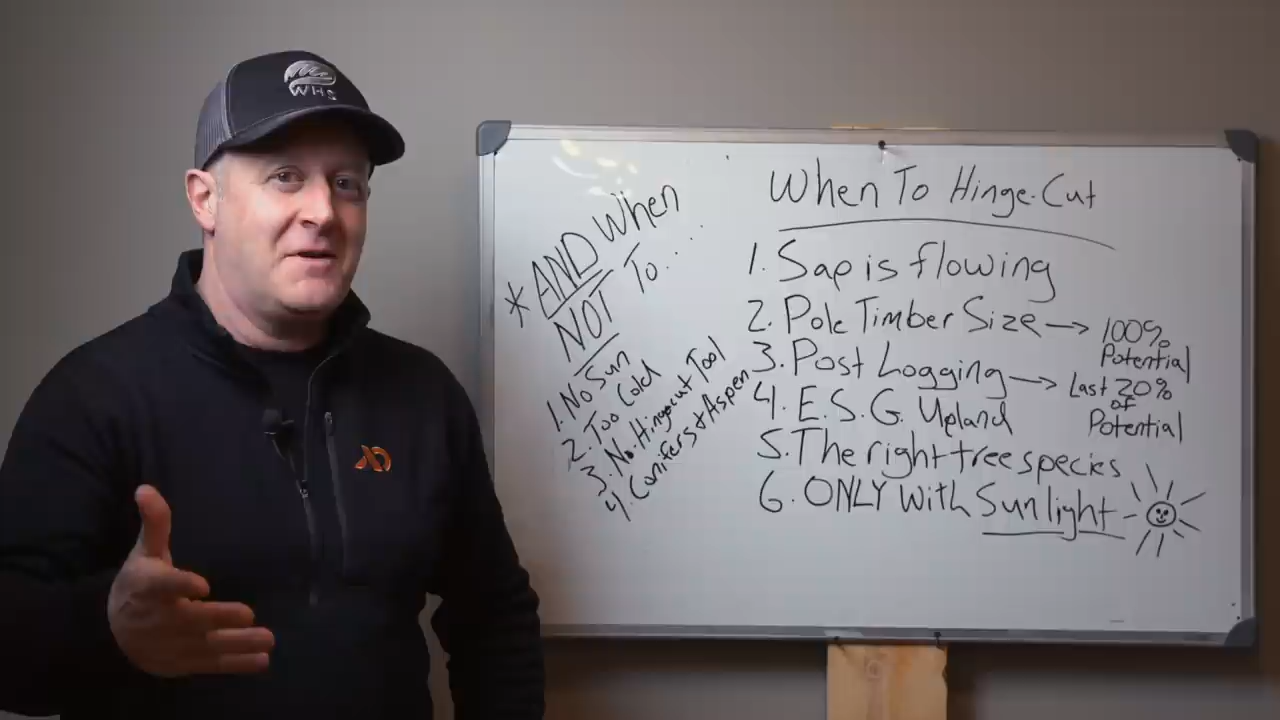 WHS
* AND When
NOT To....
1. No Sun
2. Too Cold
3. No Hingecut Tool
4. Conifers + Aspen
When To Hinge-Cut
1. Sap is flowing
2. Pole Timber Size → 100% Potential
3. Post Logging → Last 20% of Potential
4. E.S.G. Upland
5. The right tree species
6. ONLY with Sunlight